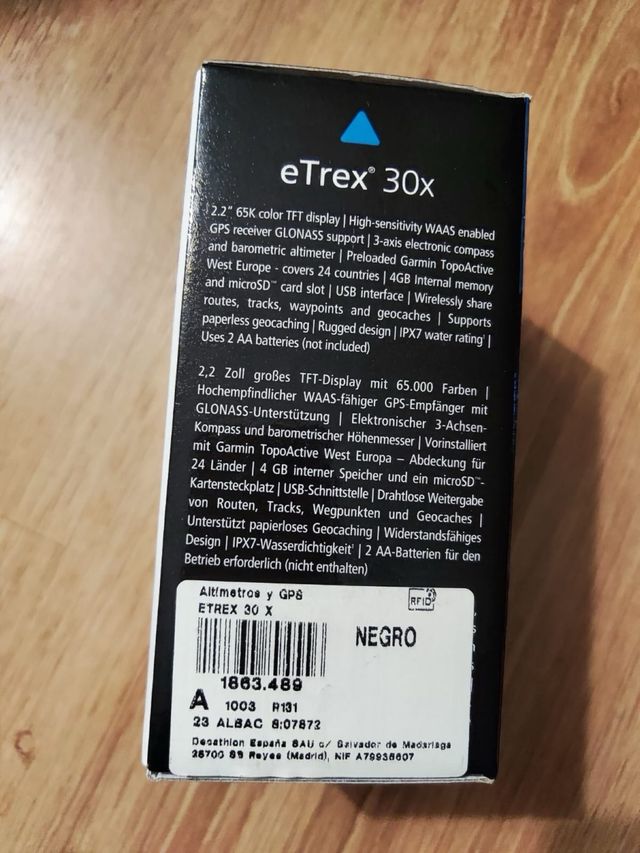 eTrex® 30x
2.2" 65K color TFT display | High-sensitivity WAAS enabled
GPS receiver GLONASS support | 3-axis electronic compass
and barometric altimeter | Preloaded Garmin TopoActive
West Europe - covers 24 countries | 4GB Internal memory
and microSD™ card slot | USB interface | Wirelessly share
routes, tracks, waypoints and geocaches | Supports
paperless geocaching | Rugged design | IPX7 water rating¹ |
Uses 2 AA batteries (not included)
2,2 Zoll großes TFT-Display mit 65.000 Farben |
Hochempfindlicher WAAS-fähiger GPS-Empfänger mit
GLONASS-Unterstützung | Elektronischer 3-Achsen-
Kompass und barometrischer Höhenmesser | Vorinstalliert
mit Garmin TopoActive West Europa – Abdeckung für
24 Länder | 4 GB interner Speicher und ein microSD™-
Kartensteckplatz | USB-Schnittstelle | Drahtlose Weitergabe
von Routen, Tracks, Wegpunkten und Geocaches |
Unterstützt papierloses Geocaching | Widerstandsfähiges
Design | IPX7-Wasserdichtigkeit¹ | 2 AA-Batterien für den
Betrieb erforderlich (nicht enthalten)
Altímetros y GPS
ETREX 30 X
RFID
NEGRO
1863.489
A 1003 R131
23 ALBAC 8:07872
Decathlon España SAU c/ Salvador de Madariaga
28700 SS Reyes (Madrid), NIF